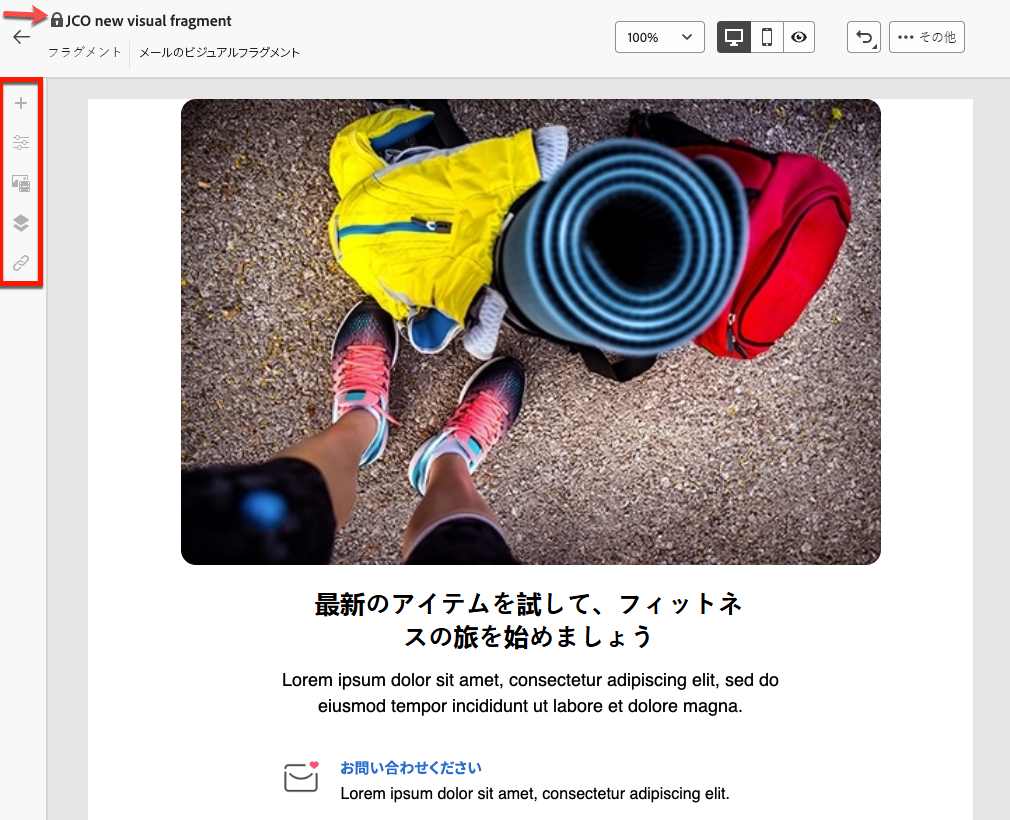 JCO new visual fragment
フラグメント
メールのビジュアルフラグメント
100%
その他
最新のアイテムを試して、フィットネ
スの旅を始めましょう
Lorem ipsum dolor sit amet, consectetur adipiscing elit, sed do
eiusmod tempor incididunt ut labore et dolore magna.
お問い合わせください
Lorem ipsum dolor sit amet, consectetur adipiscing elit.